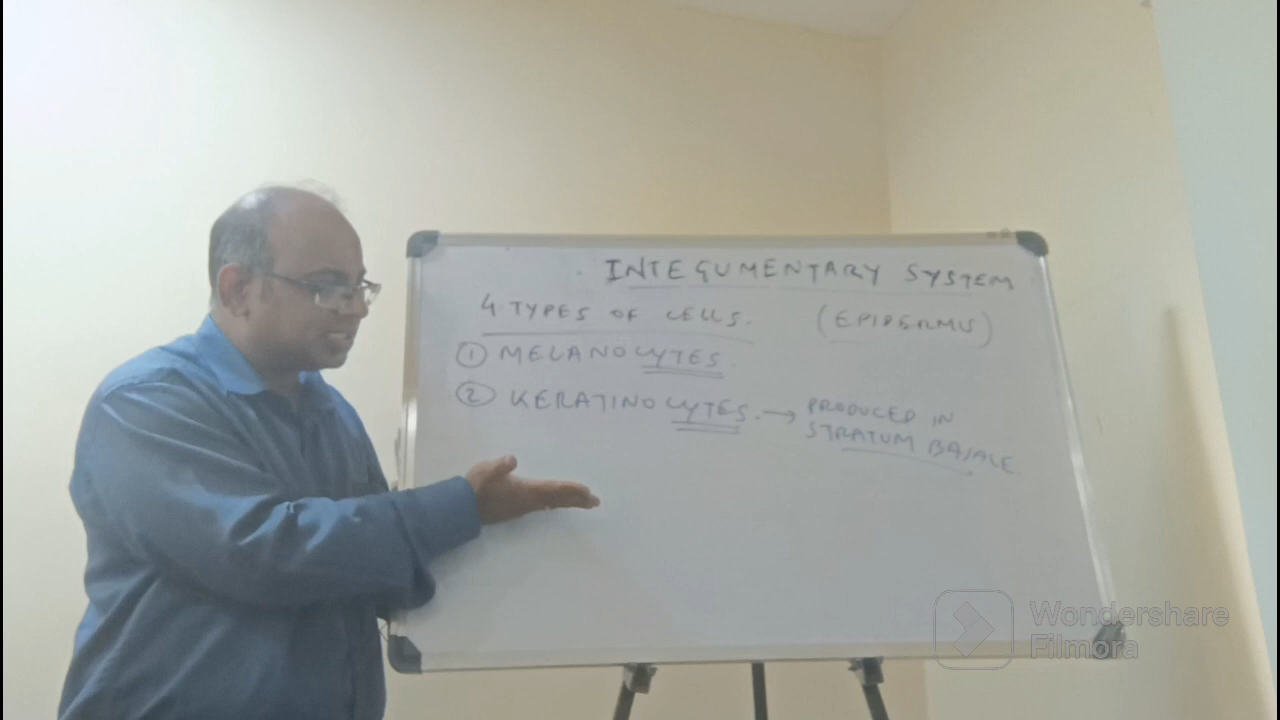 INTEGUMENTARY SYSTEM
4 TYPES OF CELLS. (EPIDERMIS)
① MELANOCYTES.
② KERATINOCYTES. → PRODUCED IN
STRATUM BASALE
Wondershare
Filmora